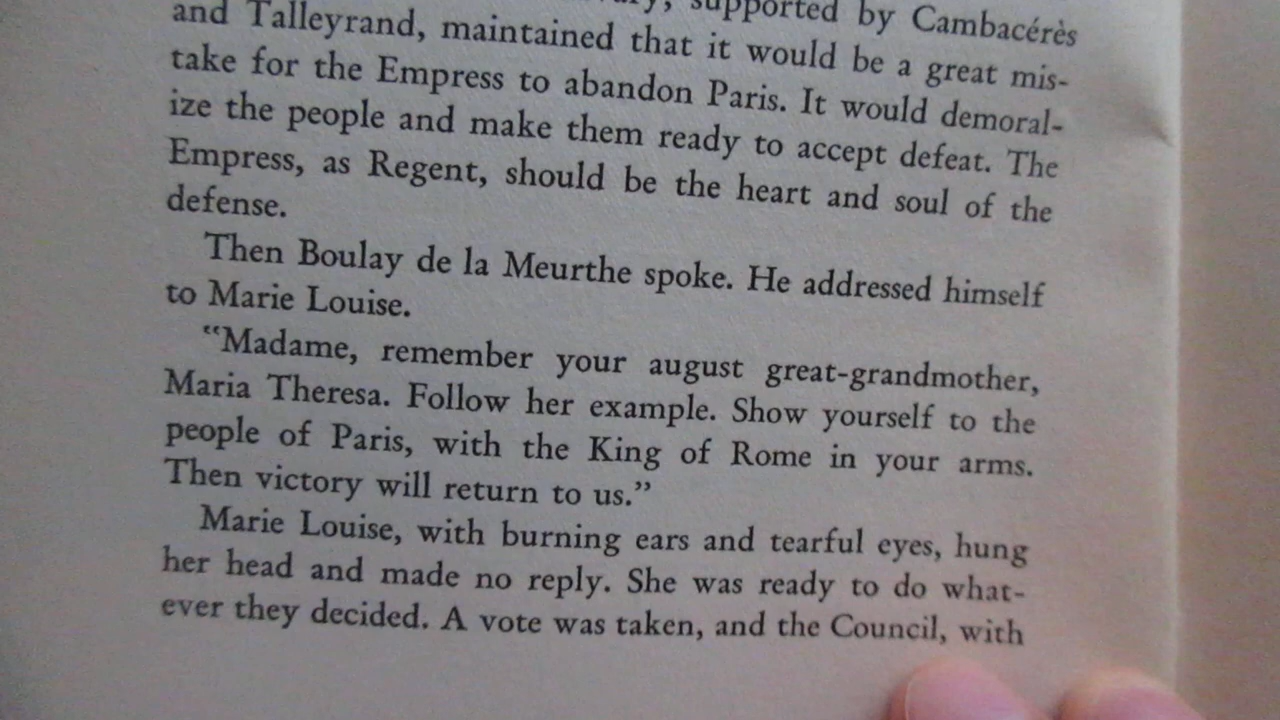 supported by Cambacérès
and Talleyrand, maintained that it would be a great mis-
take for the Empress to abandon Paris. It would demoral-
ize the people and make them ready to accept defeat. The
Empress, as Regent, should be the heart and soul of the
defense.
Then Boulay de la Meurthe spoke. He addressed himself
to Marie Louise.
“Madame, remember your august great-grandmother,
Maria Theresa. Follow her example. Show yourself to the
people of Paris, with the King of Rome in your arms.
Then victory will return to us.”
Marie Louise, with burning ears and tearful eyes, hung
her head and made no reply. She was ready to do what-
ever they decided. A vote was taken, and the Council, with